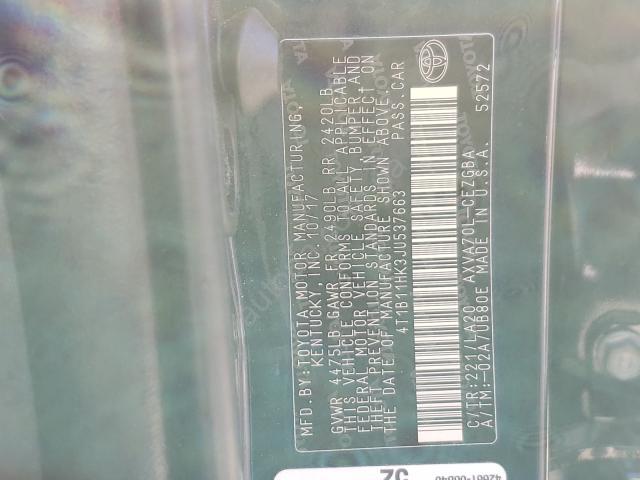 MFD.BY:TOYOTA MOTOR MANUFACTURING,
KENTUCKY, INC. 10/17
GVWR 4475LB GAWR FR 2490LB RR 2420LB
THIS VEHICLE CONFORMS TO ALL APPLICABLE
FEDERAL MOTOR VEHICLE SAFETY, BUMPER, AND
THEFT PREVENTION STANDARDS IN EFFECT ON
THE DATE OF MANUFACTURE SHOWN ABOVE.
4T1B11HK3JU537663 PASS.CAR
C/TR:221/LA20 AXVA70L-CEZGBA
A/TM:-02A/UB80E MADE IN U.S.A. 52572
TOYOTA